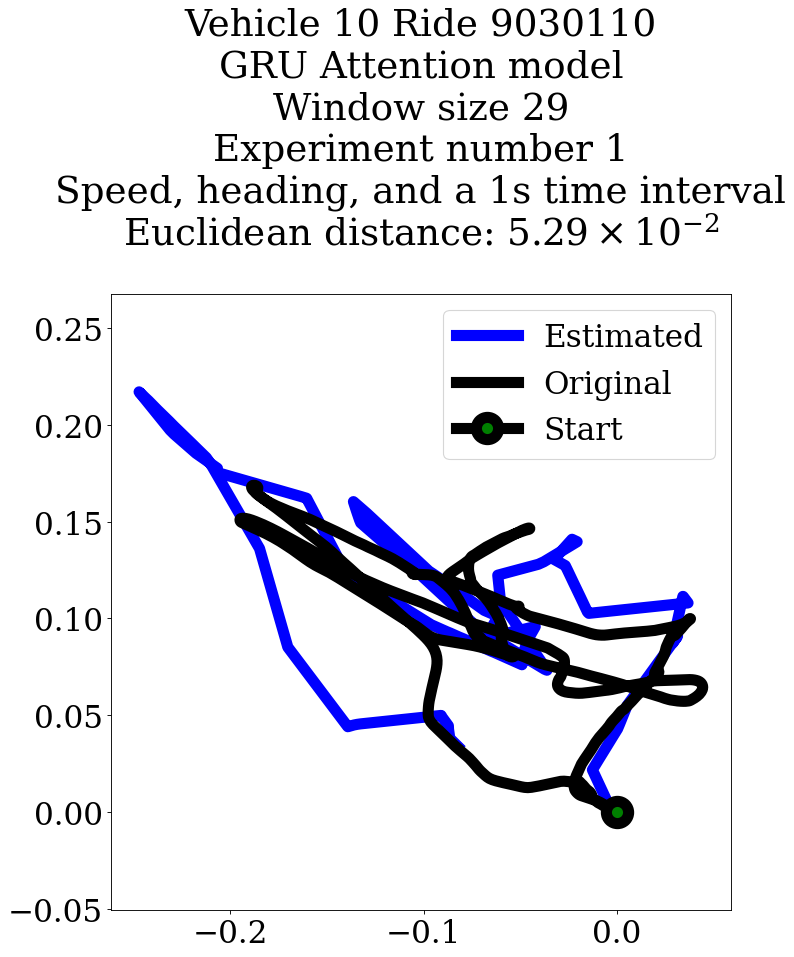 Vehicle 10 Ride 9030110
GRU Attention model
Window size 29
Experiment number 1
Speed, heading, and a 1s time interval
Euclidean distance: 5.29 × 10⁻²
Estimated
Original
Start
0.25
0.20
0.15
0.10
0.05
0.00
−0.05
−0.2
−0.1
0.0